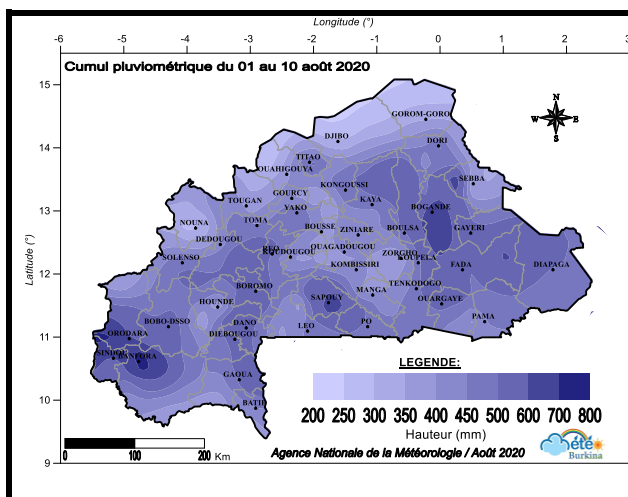 Longitude (°)
-6 -5 -4 -3 -2 -1 0 1 2 3
Cumul pluviométrique du 01 au 10 août 2020
15
14
13
12
11
10
9
Latitude (°)
N
W E
S
GOROM-GORO
DJIBO
DORI
TITAO
OUAHIGOUYA
KONGOUSSI
SEBBA
GOURCY
TOUGAN
KAYA
YAKO
BOGANDE
NOUNA
TOMA
BOUSSE
ZINIARE
BOULSA
GAYERI
DEDOUGOU
REO
KOUDOUGOU
OUAGADOUGOU
ZORGHO
KOUPELA
SOLENSO
KOMBISSIRI
FADA
DIAPAGA
BOROMO
TENKODOGO
MANGA
HOUNDE
SAPOUY
OUARGAYE
BOBO-DSSO
DANO
LEO
PO
PAMA
ORODARA
DIEBOUGOU
SINDOU
BANFORA
GAOUA
BATIE
LEGENDE:
200 250 300 350 400 450 500 600 700 800
Hauteur (mm)
0 100 200 Km
Agence Nationale de la Météorologie / Août 2020
météo
Burkina